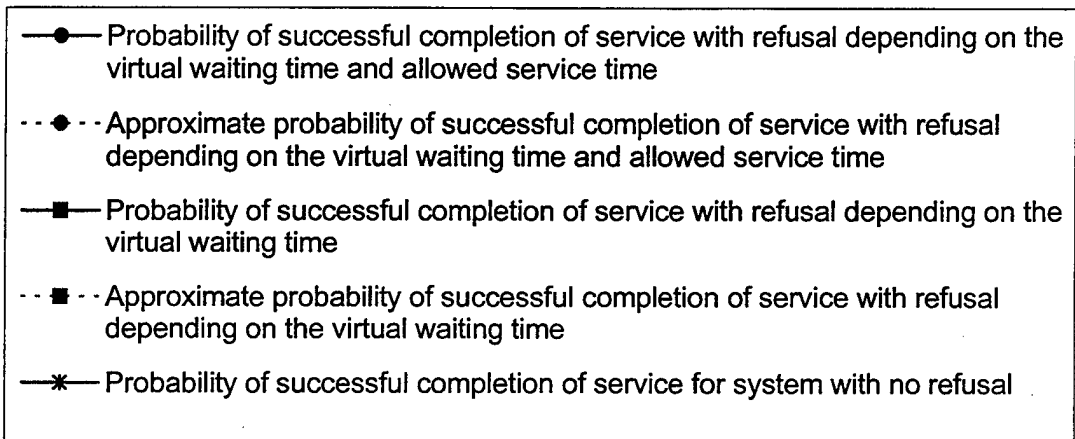 Probability of successful completion of service with refusal depending on the
virtual waiting time and allowed service time
Approximate probability of successful completion of service with refusal
depending on the virtual waiting time and allowed service time
Probability of successful completion of service with refusal depending on the
virtual waiting time
Approximate probability of successful completion of service with refusal
depending on the virtual waiting time
Probability of successful completion of service for system with no refusal